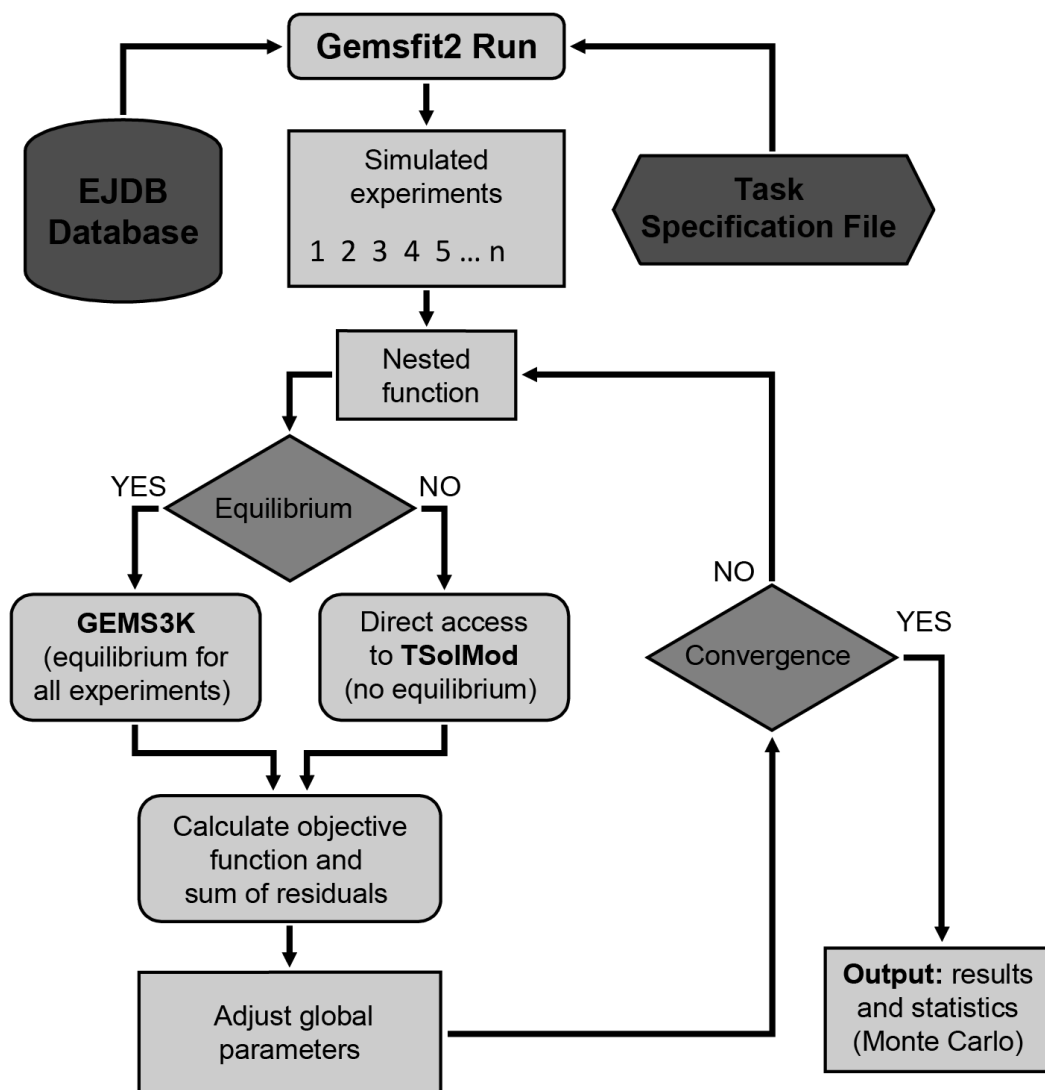 Gemsfit2 Run
EJDB
Database
Simulated
experiments
1 2 3 4 5 ... n
Task
Specification File
Nested
function
Equilibrium
YES
NO
GEMS3K
(equilibrium for
all experiments)
Direct access
to TSolMod
(no equilibrium)
Calculate objective
function and
sum of residuals
Adjust global
parameters
Convergence
NO
YES
Output: results
and statistics
(Monte Carlo)